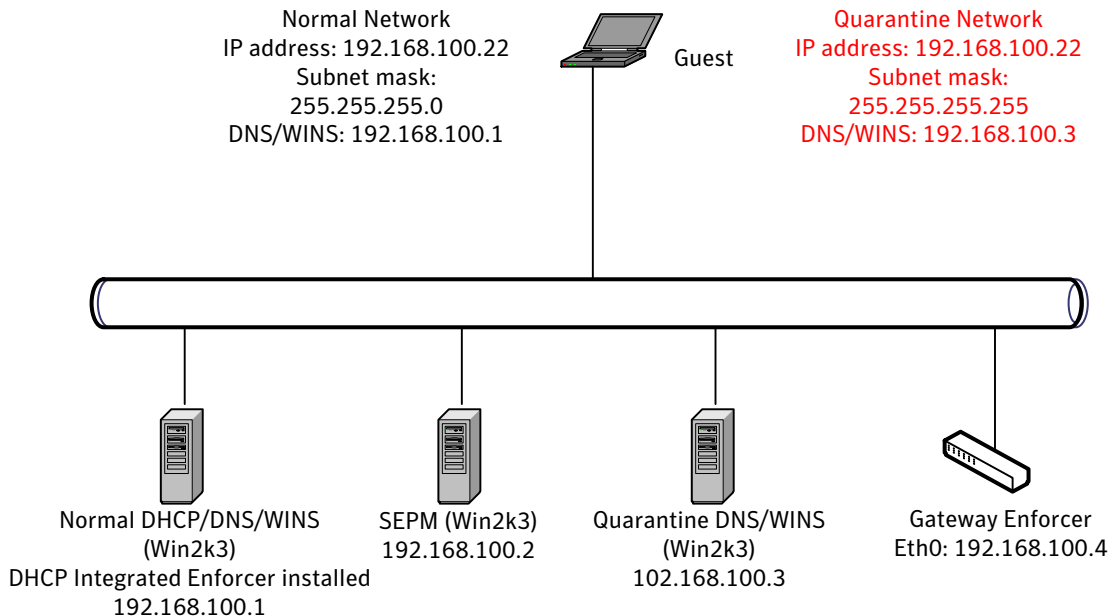 Normal Network
IP address: 192.168.100.22
Subnet mask:
255.255.255.0
DNS/WINS: 192.168.100.1
Guest
Quarantine Network
IP address: 192.168.100.22
Subnet mask:
255.255.255.255
DNS/WINS: 192.168.100.3
Normal DHCP/DNS/WINS
(Win2k3)
DHCP Integrated Enforcer installed
192.168.100.1
SEPM (Win2k3)
192.168.100.2
Quarantine DNS/WINS
(Win2k3)
102.168.100.3
Gateway Enforcer
Eth0: 192.168.100.4